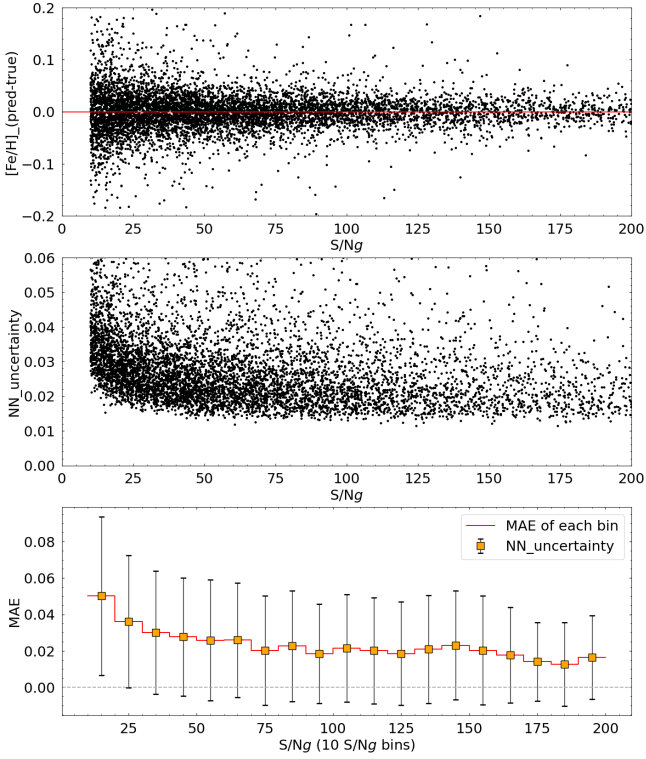 0.2
0.1
0.0
−0.1
−0.2
[Fe/H]_(pred-true)
0 25 50 75 100 125 150 175 200
S/Ng
0.06
0.05
0.04
0.03
0.02
0.01
0.00
NN_uncertainty
0 25 50 75 100 125 150 175 200
S/Ng
MAE of each bin
NN_uncertainty
0.08
0.06
0.04
0.02
0.00
MAE
25 50 75 100 125 150 175 200
S/Ng (10 S/Ng bins)